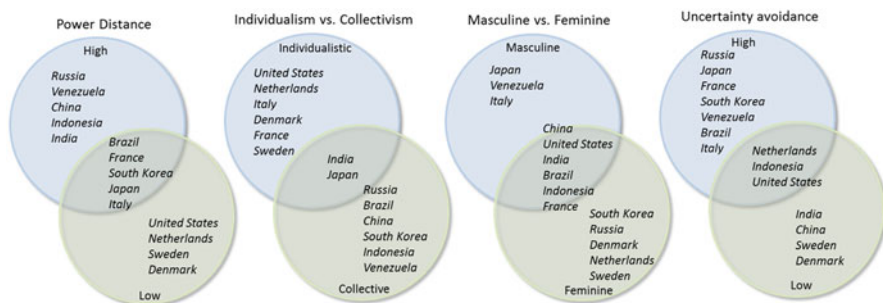 Power Distance
High
Russia
Venezuela
China
Indonesia
India
Brazil
France
South Korea
Japan
Italy
United States
Netherlands
Sweden
Denmark
Low
Individualism vs. Collectivism
Individualistic
United States
Netherlands
Italy
Denmark
France
Sweden
India
Japan
Russia
Brazil
China
South Korea
Indonesia
Venezuela
Collective
Masculine vs. Feminine
Masculine
Japan
Venezuela
Italy
China
United States
India
Brazil
Indonesia
France
South Korea
Russia
Denmark
Netherlands
Sweden
Feminine
Uncertainty avoidance
High
Russia
Japan
France
South Korea
Venezuela
Brazil
Italy
Netherlands
Indonesia
United States
India
China
Sweden
Denmark
Low